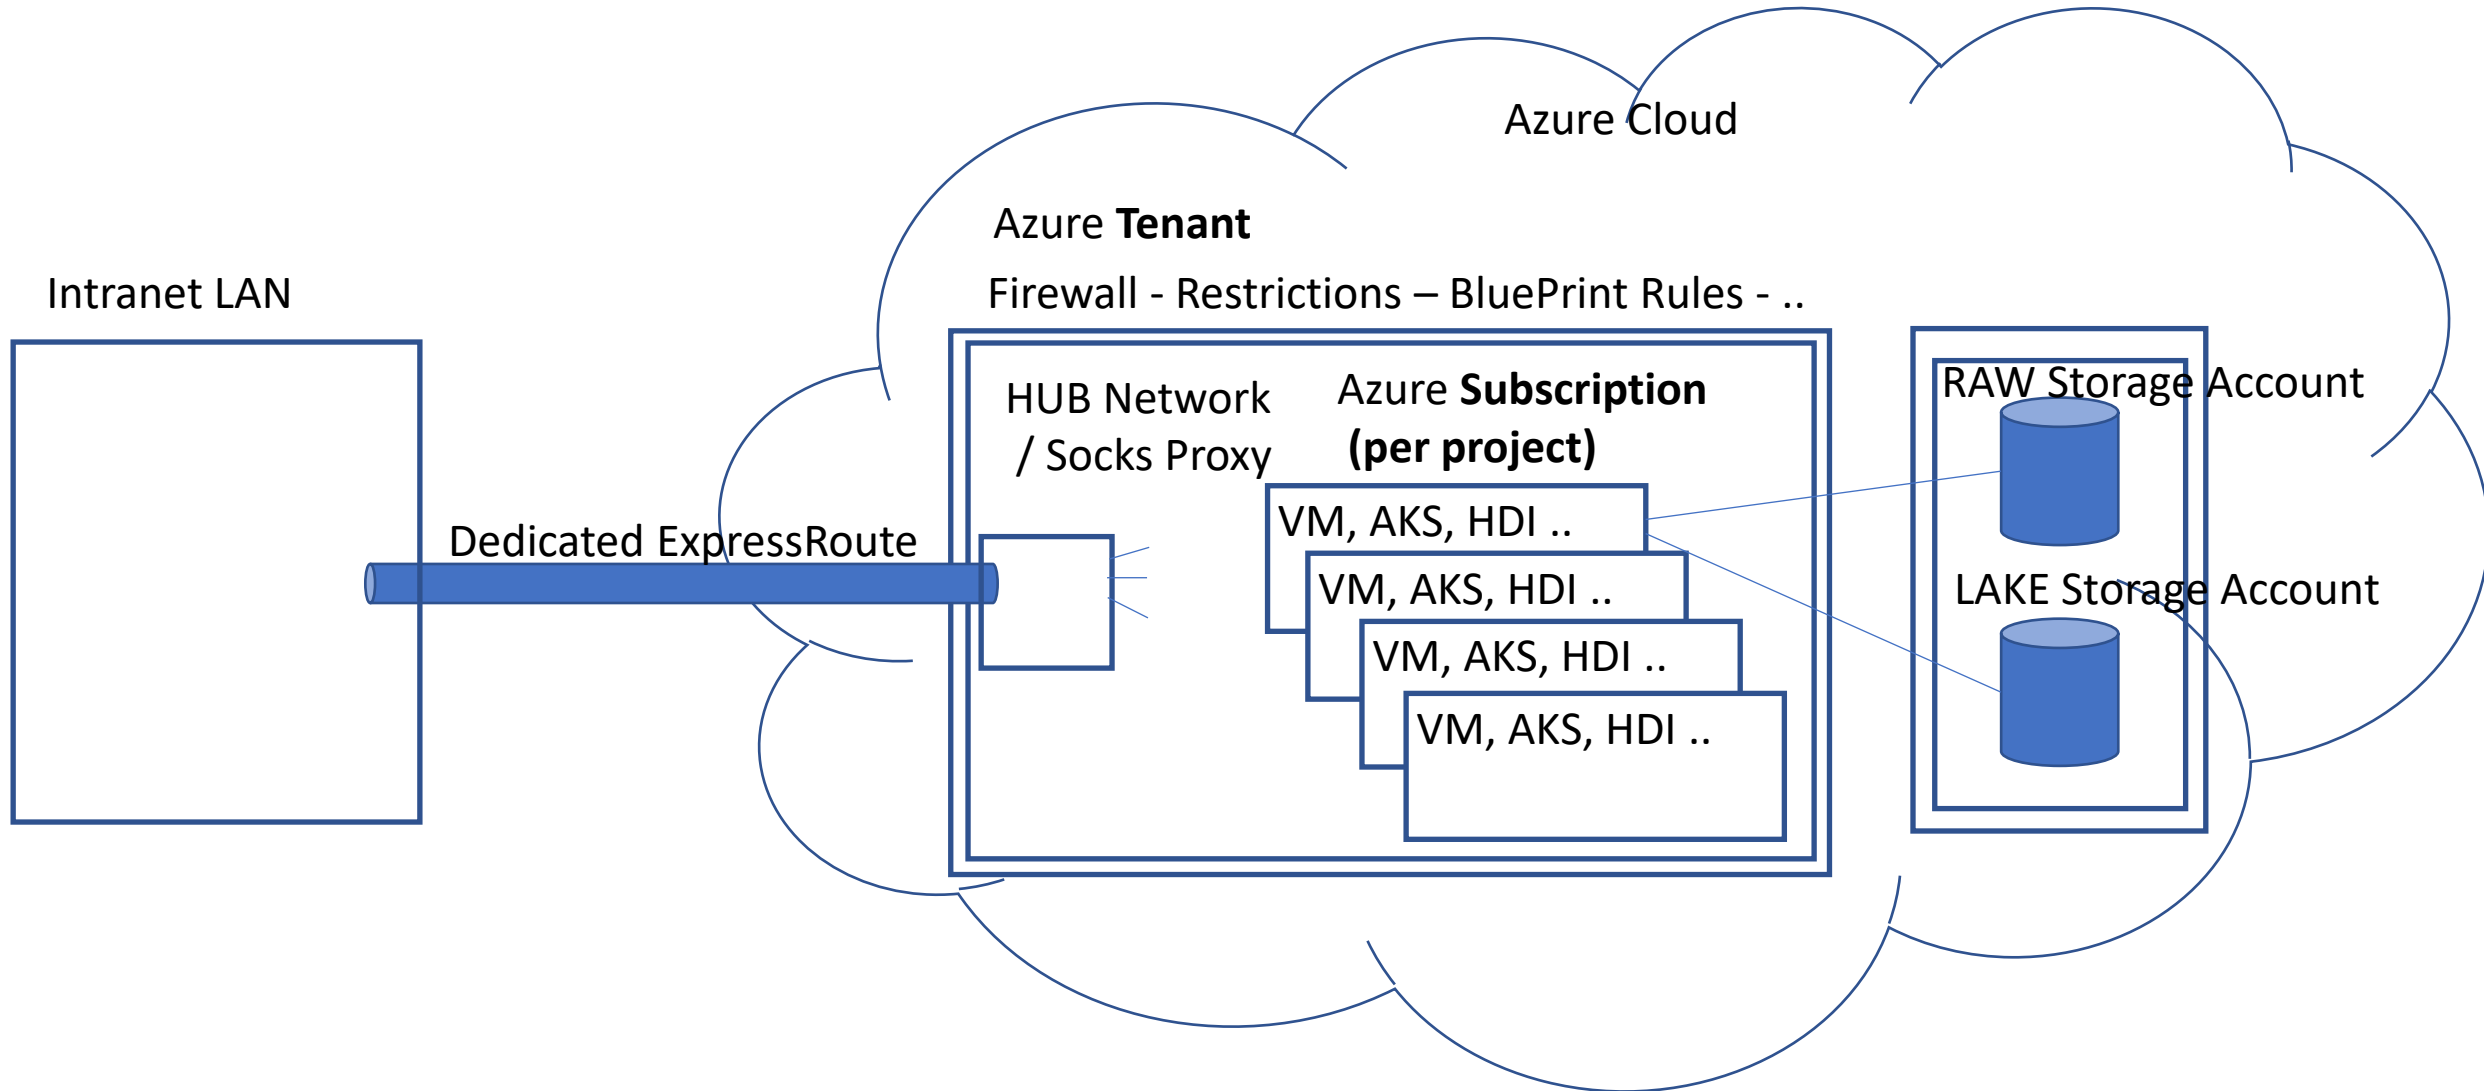 Azure Cloud
Azure Tenant
Intranet LAN
Firewall - Restrictions – BluePrint Rules - ..
HUB Network
/ Socks Proxy
Azure Subscription
(per project)
RAW Storage Account
Dedicated ExpressRoute
VM, AKS, HDI ..
VM, AKS, HDI ..
VM, AKS, HDI ..
VM, AKS, HDI ..
LAKE Storage Account